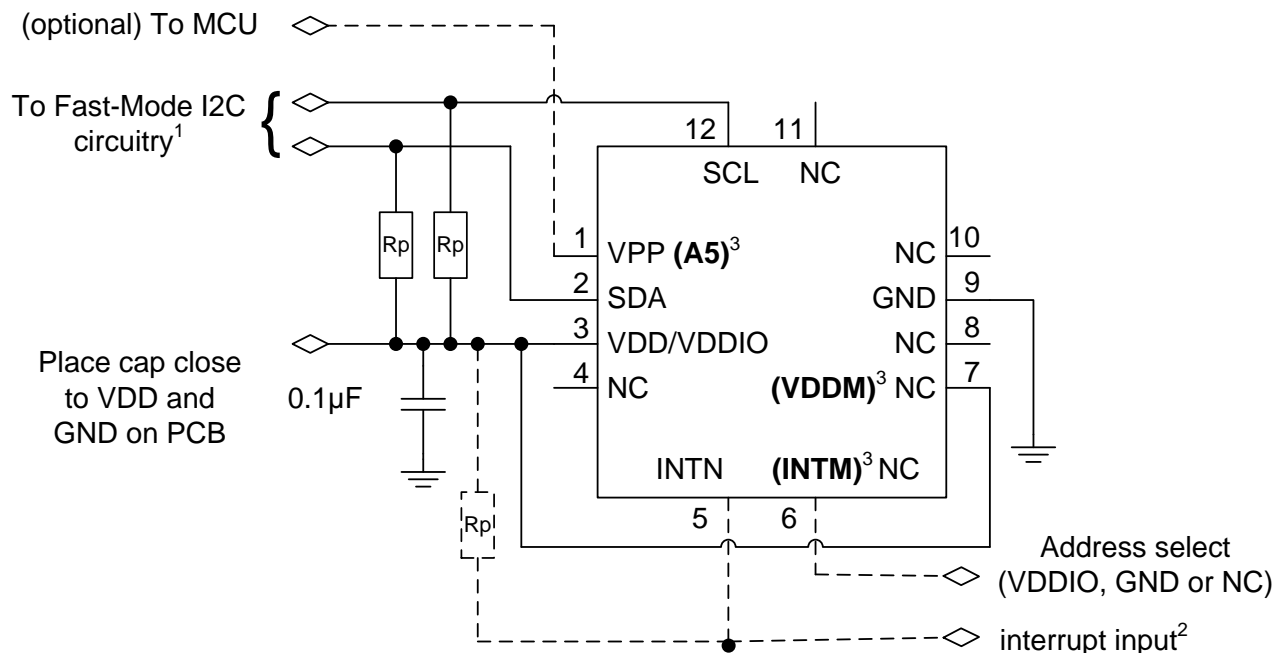 (optional) To MCU
To Fast-Mode I2C
circuitry¹
{
12
11
SCL
NC
Rp
Rp
1
VPP (A5)³
NC
10
2
SDA
GND
9
3
VDD/VDDIO
NC
8
4
NC
(VDDM)³ NC
7
Place cap close
to VDD and
GND on PCB
0.1µF
INTN
(INTM)³ NC
5
6
Rp
Address select
(VDDIO, GND or NC)
interrupt input²